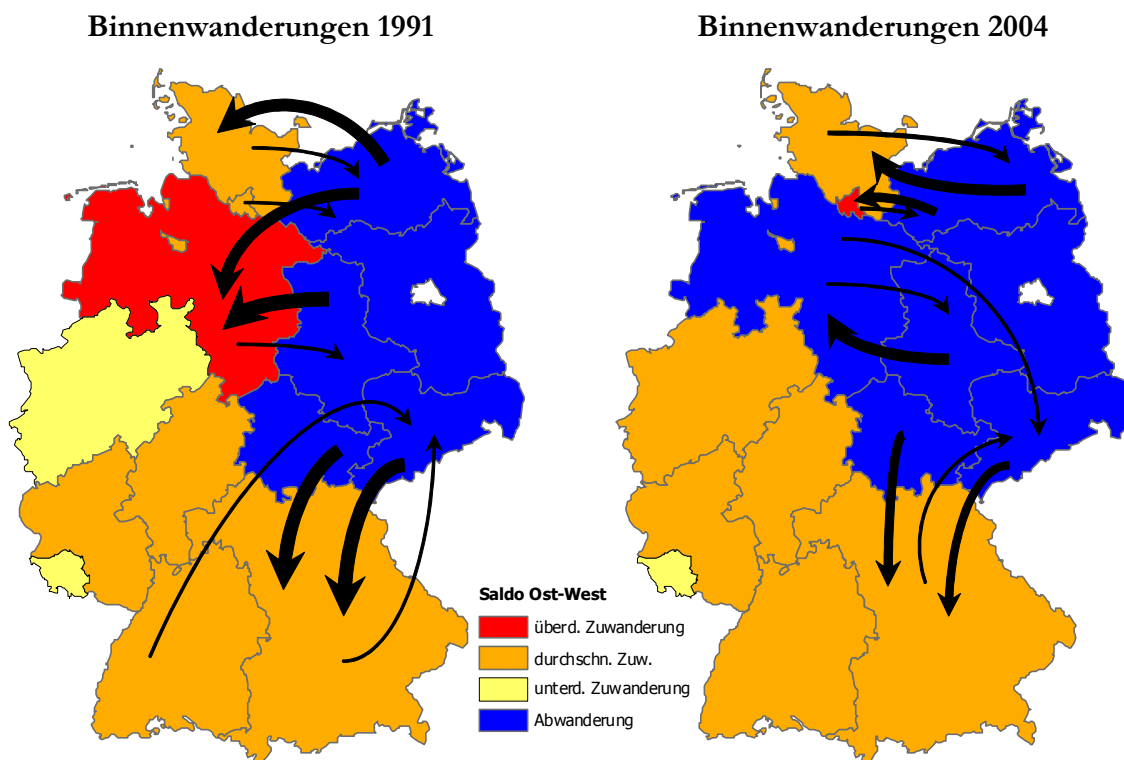 Binnenwanderungen 1991
Binnenwanderungen 2004
Saldo Ost-West
überd. Zuwanderung
durchschn. Zuw.
unterd. Zuwanderung
Abwanderung